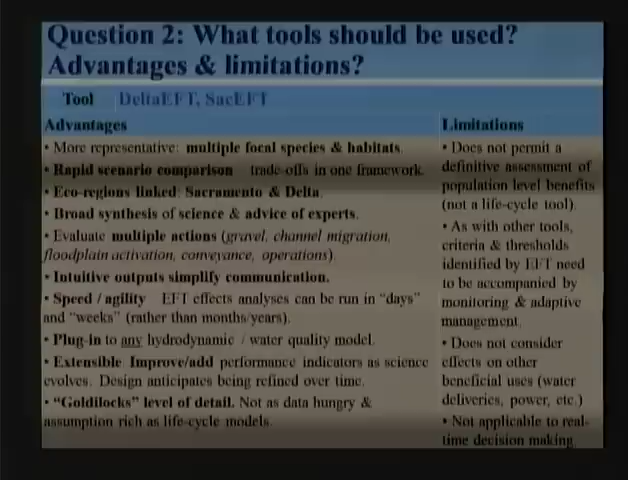 Question 2: What tools should be used?
Advantages & limitations?
Tool DeltaEFT, SacEFT
Advantages
• More representative: multiple focal species & habitats.
• Rapid scenario comparison trade-offs in one framework.
• Eco-regions linked: Sacramento & Delta.
• Broad synthesis of science & advice of experts.
• Evaluate multiple actions (gravel, channel migration,
floodplain activation, conveyance, operations).
• Intuitive outputs simplify communication.
• Speed / agility EFT effects analyses can be run in “days”
and “weeks” (rather than months/years).
• Plug-in to any hydrodynamic / water quality model.
• Extensible Improve/add performance indicators as science
evolves. Design anticipates being refined over time.
• “Goldilocks” level of detail. Not as data hungry &
assumption rich as life-cycle models.
Limitations
• Does not permit a
definitive assessment of
population level benefits
(not a life-cycle tool).
• As with other tools,
criteria & thresholds
identified by EFT need
to be accompanied by
monitoring & adaptive
management.
• Does not consider
effects on other
beneficial uses (water
deliveries, power, etc.)
• Not applicable to real-
time decision making.